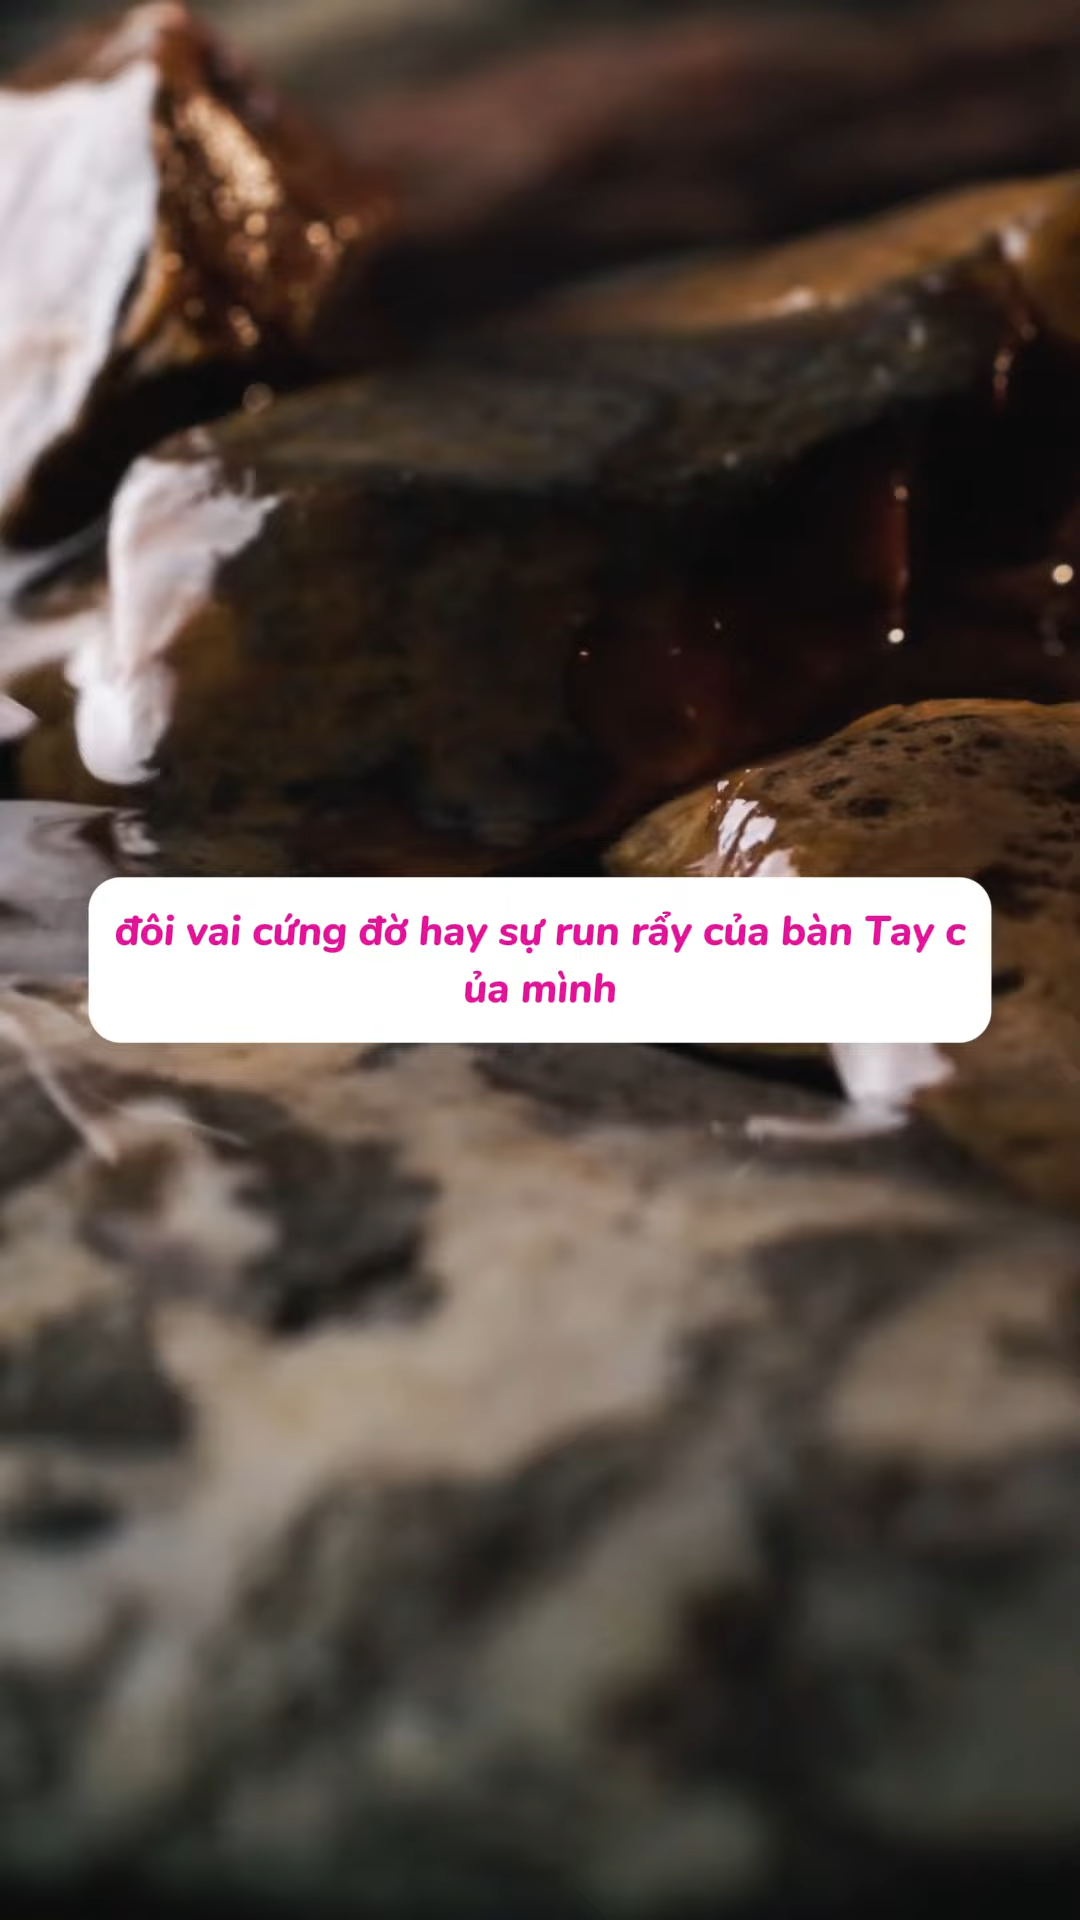 đôi vai cứng đờ hay sự run rẩy của bàn Tay c
ủa mình